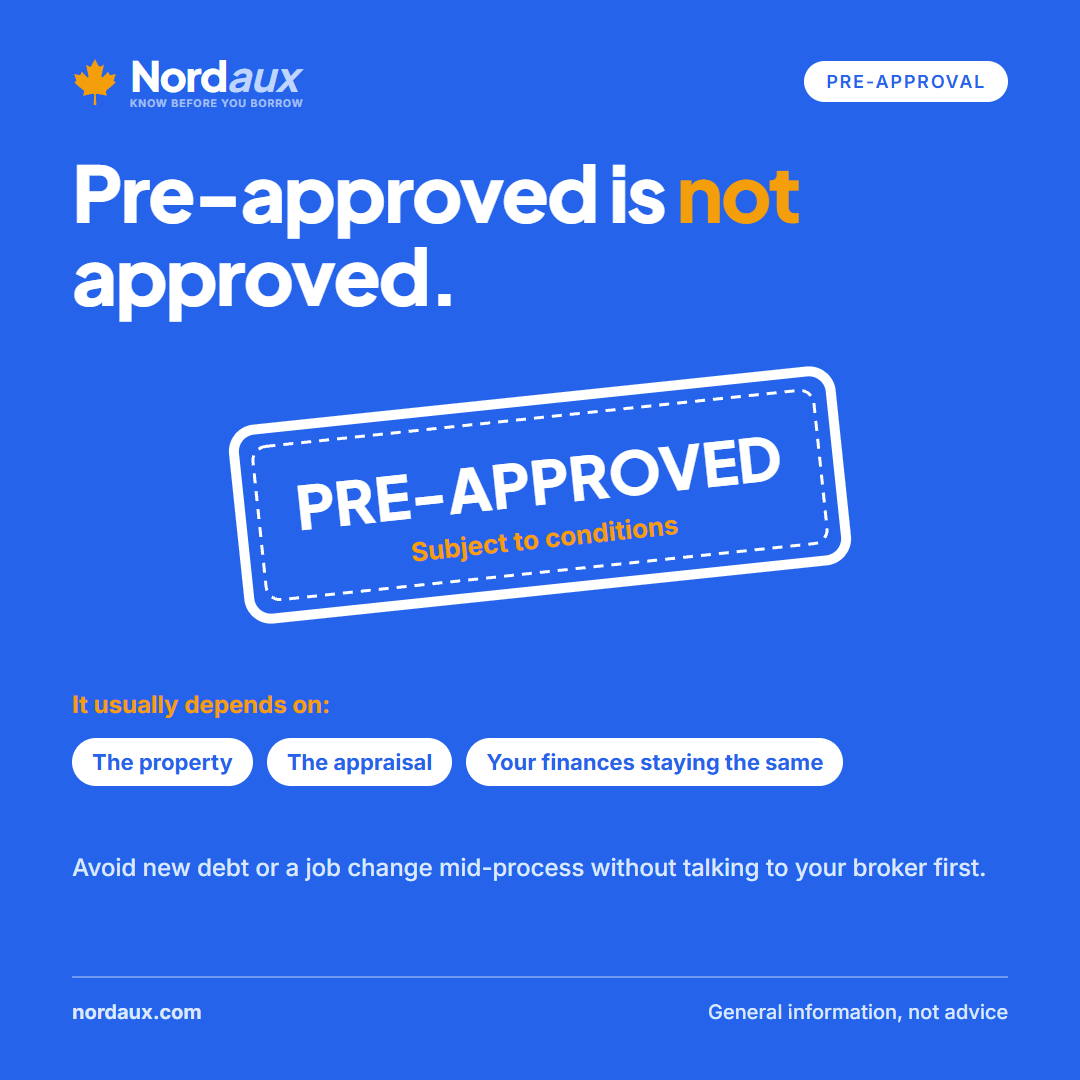 Nordaux
KNOW BEFORE YOU BORROW
PRE-APPROVAL
Pre-approved is not
approved.
PRE-APPROVED
Subject to conditions
It usually depends on:
The property
The appraisal
Your finances staying the same
Avoid new debt or a job change mid-process without talking to your broker first.
nordaux.com
General information, not advice